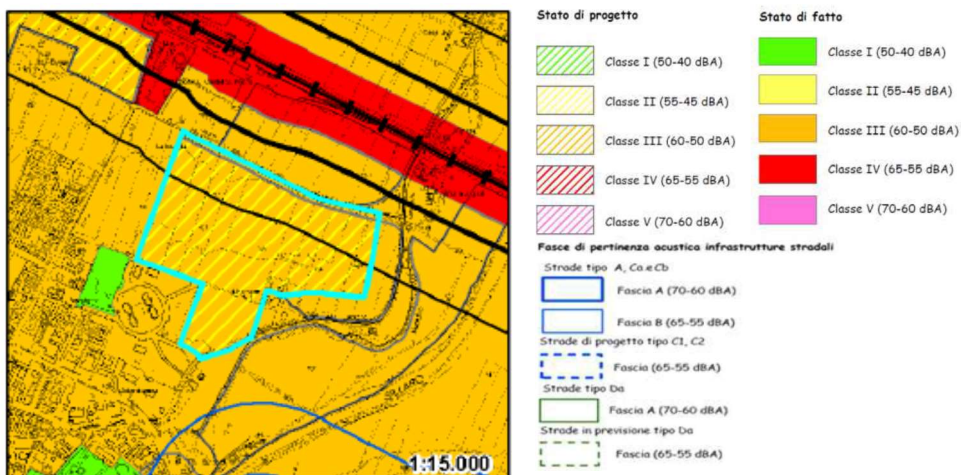 Stato di progetto
Classe I (50-40 dBA)
Classe II (55-45 dBA)
Classe III (60-50 dBA)
Classe IV (65-55 dBA)
Classe V (70-60 dBA)
Stato di fatto
Classe I (50-40 dBA)
Classe II (55-45 dBA)
Classe III (60-50 dBA)
Classe IV (65-55 dBA)
Classe V (70-60 dBA)
Fasce di pertinenza acustica infrastrutture stradali
Strade tipo A, Ca e Cb
Fascia A (70-60 dBA)
Fascia B (65-55 dBA)
Strade di progetto tipo C1, C2
Fascia (65-55 dBA)
Strade tipo Da
Fascia A (70-60 dBA)
Strade in previsione tipo Da
Fascia (65-55 dBA)
1:15.000